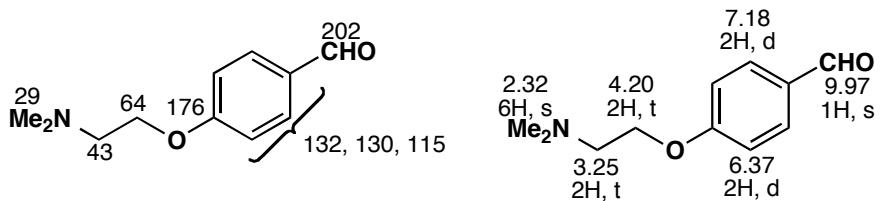 202
CHO
29
64
176
Me₂N
O
43
132, 130, 115
7.18
2H, d
CHO
2.32
4.20
9.97
6H, s
2H, t
1H, s
Me₂N
O
3.25
6.37
2H, t
2H, d